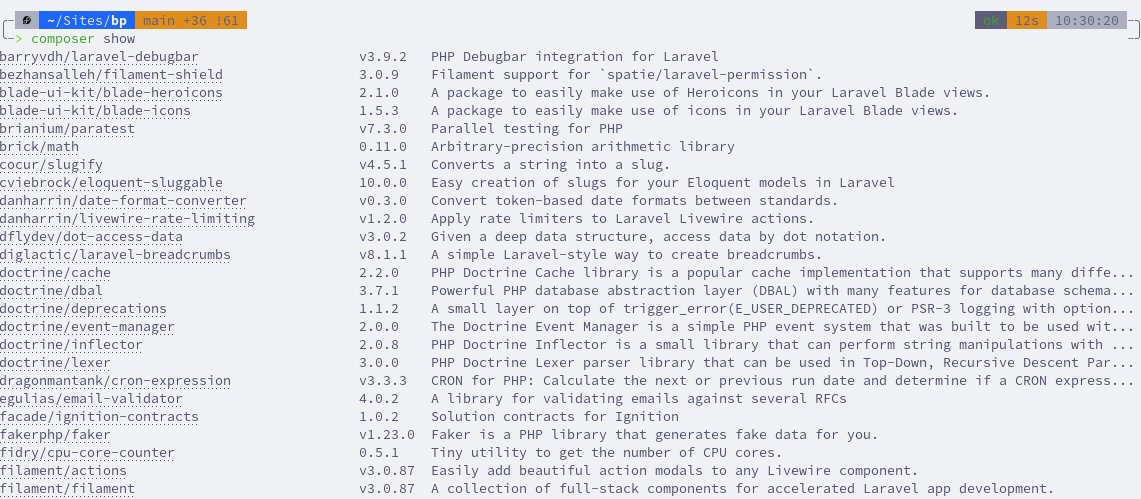 ~/Sites/bp main +36 !61 ok 12s 10:30:20
> composer show
barryvdh/laravel-debugbar v3.9.2 PHP Debugbar integration for Laravel
bezhansalleh/filament-shield 3.0.9 Filament support for `spatie/laravel-permission`.
blade-ui-kit/blade-heroicons 2.1.0 A package to easily make use of Heroicons in your Laravel Blade views.
blade-ui-kit/blade-icons 1.5.3 A package to easily make use of icons in your Laravel Blade views.
brianium/paratest v7.3.0 Parallel testing for PHP
brick/math 0.11.0 Arbitrary-precision arithmetic library
cocur/slugify v4.5.1 Converts a string into a slug.
cviebrock/eloquent-sluggable 10.0.0 Easy creation of slugs for your Eloquent models in Laravel
danharrin/date-format-converter v0.3.0 Convert token-based date formats between standards.
danharrin/livewire-rate-limiting v1.2.0 Apply rate limiters to Laravel Livewire actions.
dflydev/dot-access-data v3.0.2 Given a deep data structure, access data by dot notation.
diglactic/laravel-breadcrumbs v8.1.1 A simple Laravel-style way to create breadcrumbs.
doctrine/cache 2.2.0 PHP Doctrine Cache library is a popular cache implementation that supports many diffe...
doctrine/dbal 3.7.1 Powerful PHP database abstraction layer (DBAL) with many features for database schema...
doctrine/deprecations 1.1.2 A small layer on top of trigger_error(E_USER_DEPRECATED) or PSR-3 logging with option...
doctrine/event-manager 2.0.0 The Doctrine Event Manager is a simple PHP event system that was built to be used wit...
doctrine/inflector 2.0.8 PHP Doctrine Inflector is a small library that can perform string manipulations with ...
doctrine/lexer 3.0.0 PHP Doctrine Lexer parser library that can be used in Top-Down, Recursive Descent Par...
dragonmantank/cron-expression v3.3.3 CRON for PHP: Calculate the next or previous run date and determine if a CRON express...
egulias/email-validator 4.0.2 A library for validating emails against several RFCs
facade/ignition-contracts 1.0.2 Solution contracts for Ignition
fakerphp/faker v1.23.0 Faker is a PHP library that generates fake data for you.
fidry/cpu-core-counter 0.5.1 Tiny utility to get the number of CPU cores.
filament/actions v3.0.87 Easily add beautiful action modals to any Livewire component.
filament/filament v3.0.87 A collection of full-stack components for accelerated Laravel app development.